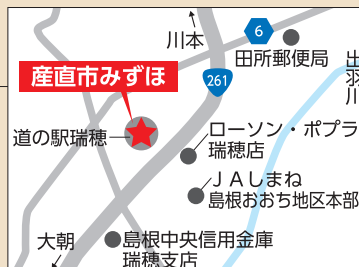 川本
6
田所郵便局
出羽川
産直市みずほ
261
道の駅瑞穂
ローソン・ポプラ
瑞穂店
JAしまね
島根おおち地区本部
大朝
島根中央信用金庫
瑞穂支店